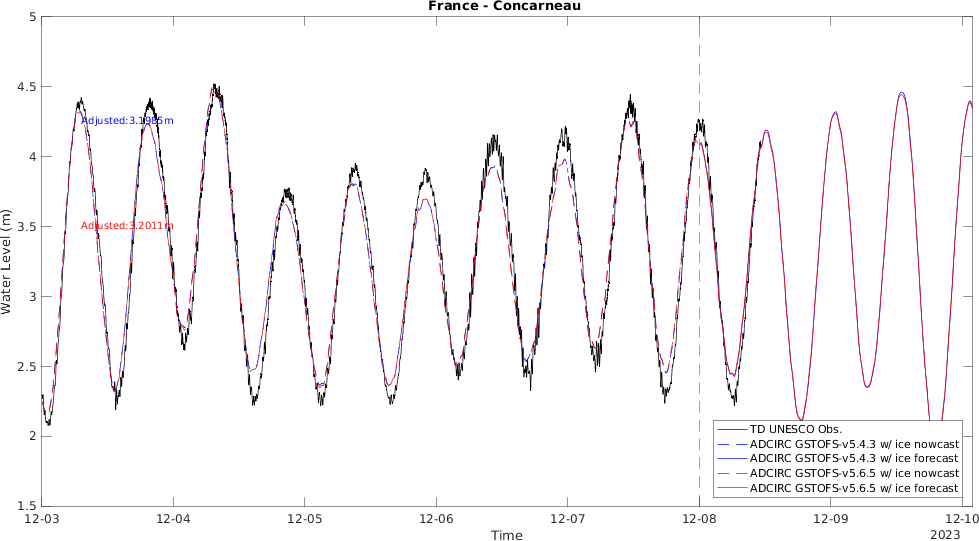 France - Concarneau
Water Level (m)
5
4.5
4
3.5
3
2.5
2
1.5
Adjusted:3.1985m
Adjusted:3.2011m
TD UNESCO Obs.
ADCIRC GSTOFS-v5.4.3 w/ ice nowcast
ADCIRC GSTOFS-v5.4.3 w/ ice forecast
ADCIRC GSTOFS-v5.6.5 w/ ice nowcast
ADCIRC GSTOFS-v5.6.5 w/ ice forecast
12-03 12-04 12-05 12-06 12-07 12-08 12-09 12-10
Time
2023